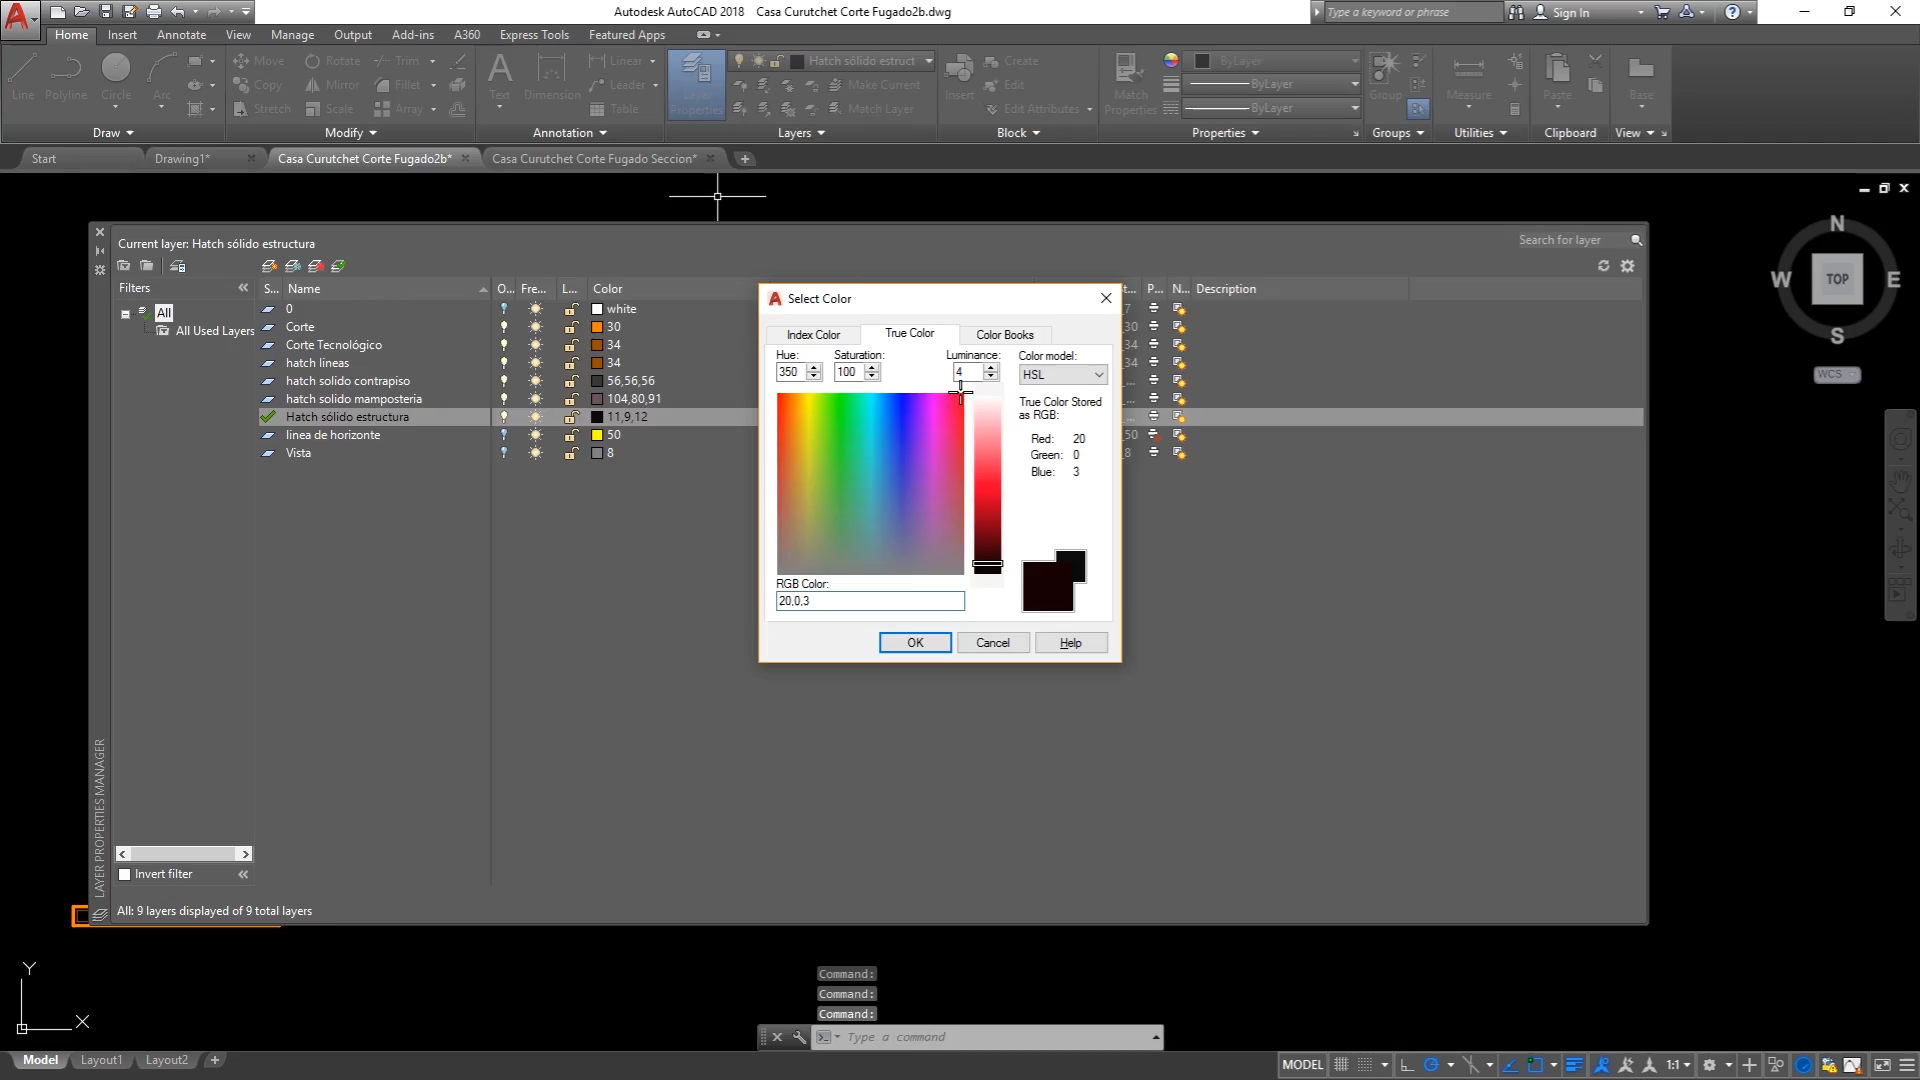 Autodesk AutoCAD 2018 Casa Curutchet Corte Fugado2b.dwg
Type a keyword or phrase
Sign In
Home Insert Annotate View Manage Output Add-ins A360 Express Tools Featured Apps
Line Polyline Circle Arc
Move Rotate Trim
Copy Mirror Fillet
Stretch Scale Array
Text Dimension
Linear
Leader
Table
Layer Properties
Hatch sólido estruct
Make Current
Match Layer
Insert
Create
Edit
Edit Attributes
Match Properties
ByLayer
ByLayer
ByLayer
Group
Measure
Paste
Base
Draw Modify Annotation Layers Block Properties Groups Utilities Clipboard View
Start Drawing1* Casa Curutchet Corte Fugado2b* Casa Curutchet Corte Fugado Seccion*
N
W TOP E
S
WCS
Current layer: Hatch sólido estructura
Search for layer
Filters
All
All Used Layers
S... Name O.. Fre... L... Color t... P... N... Description
0 white 7
Corte 30 30
Corte Tecnológico 34 34
hatch lineas 34 34
hatch solido contrapiso 56,56,56
hatch solido mamposteria 104,80,91
Hatch sólido estructura 11,9,12
linea de horizonte 50 50
Vista 8 8
Select Color
Index Color True Color Color Books
Hue: Saturation: Luminance: Color model:
350 100 4 HSL
True Color Stored
as RGB:
Red: 20
Green: 0
Blue: 3
RGB Color:
20,0,3
OK Cancel Help
LAYER PROPERTIES MANAGER
Invert filter
All: 9 layers displayed of 9 total layers
Y
X
Command:
Command:
Command:
Type a command
Model Layout1 Layout2
MODEL 1:1